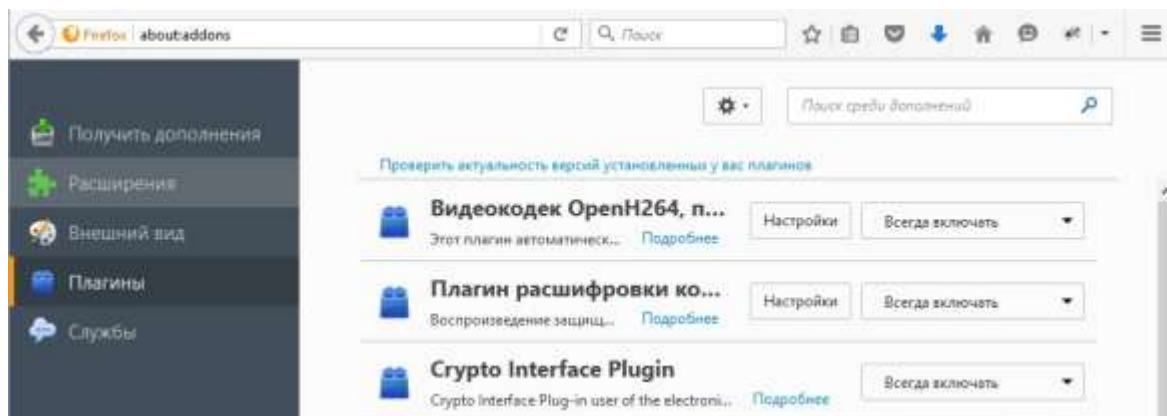 Firefox about:addons
Поиск
Поиск среди дополнений
Получить дополнения
Расширения
Внешний вид
Плагины
Службы
Проверить актуальность версий установленных у вас плагинов
Видеокодек OpenH264, п...
Этот плагин автоматическ... Подробнее
Настройки
Всегда включать
Плагин расшифровки ко...
Воспроизведение защищ... Подробнее
Настройки
Всегда включать
Crypto Interface Plugin
Crypto Interface Plug-in user of the electroni... Подробнее
Всегда включать